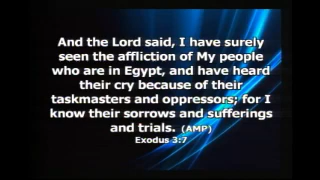 And the Lord said, I have surely
seen the affliction of My people
who are in Egypt, and have heard
their cry because of their
taskmasters and oppressors; for I
know their sorrows and sufferings
and trials. (AMP)
Exodus 3:7